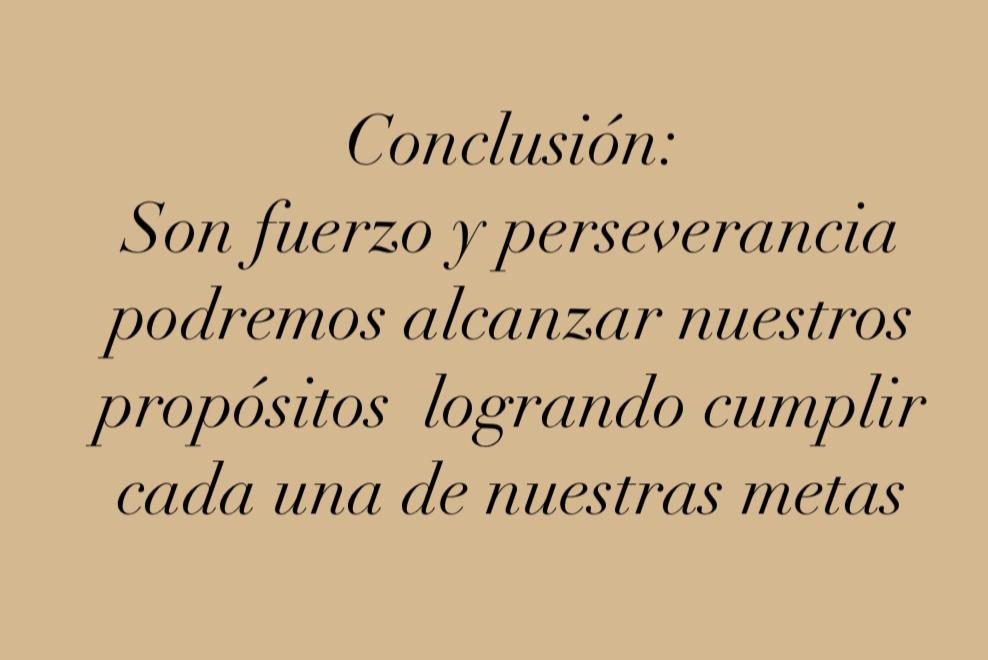 Conclusión:
Son fuerzo y perseverancia
podremos alcanzar nuestros
propósitos  logrando cumplir
cada una de nuestras metas